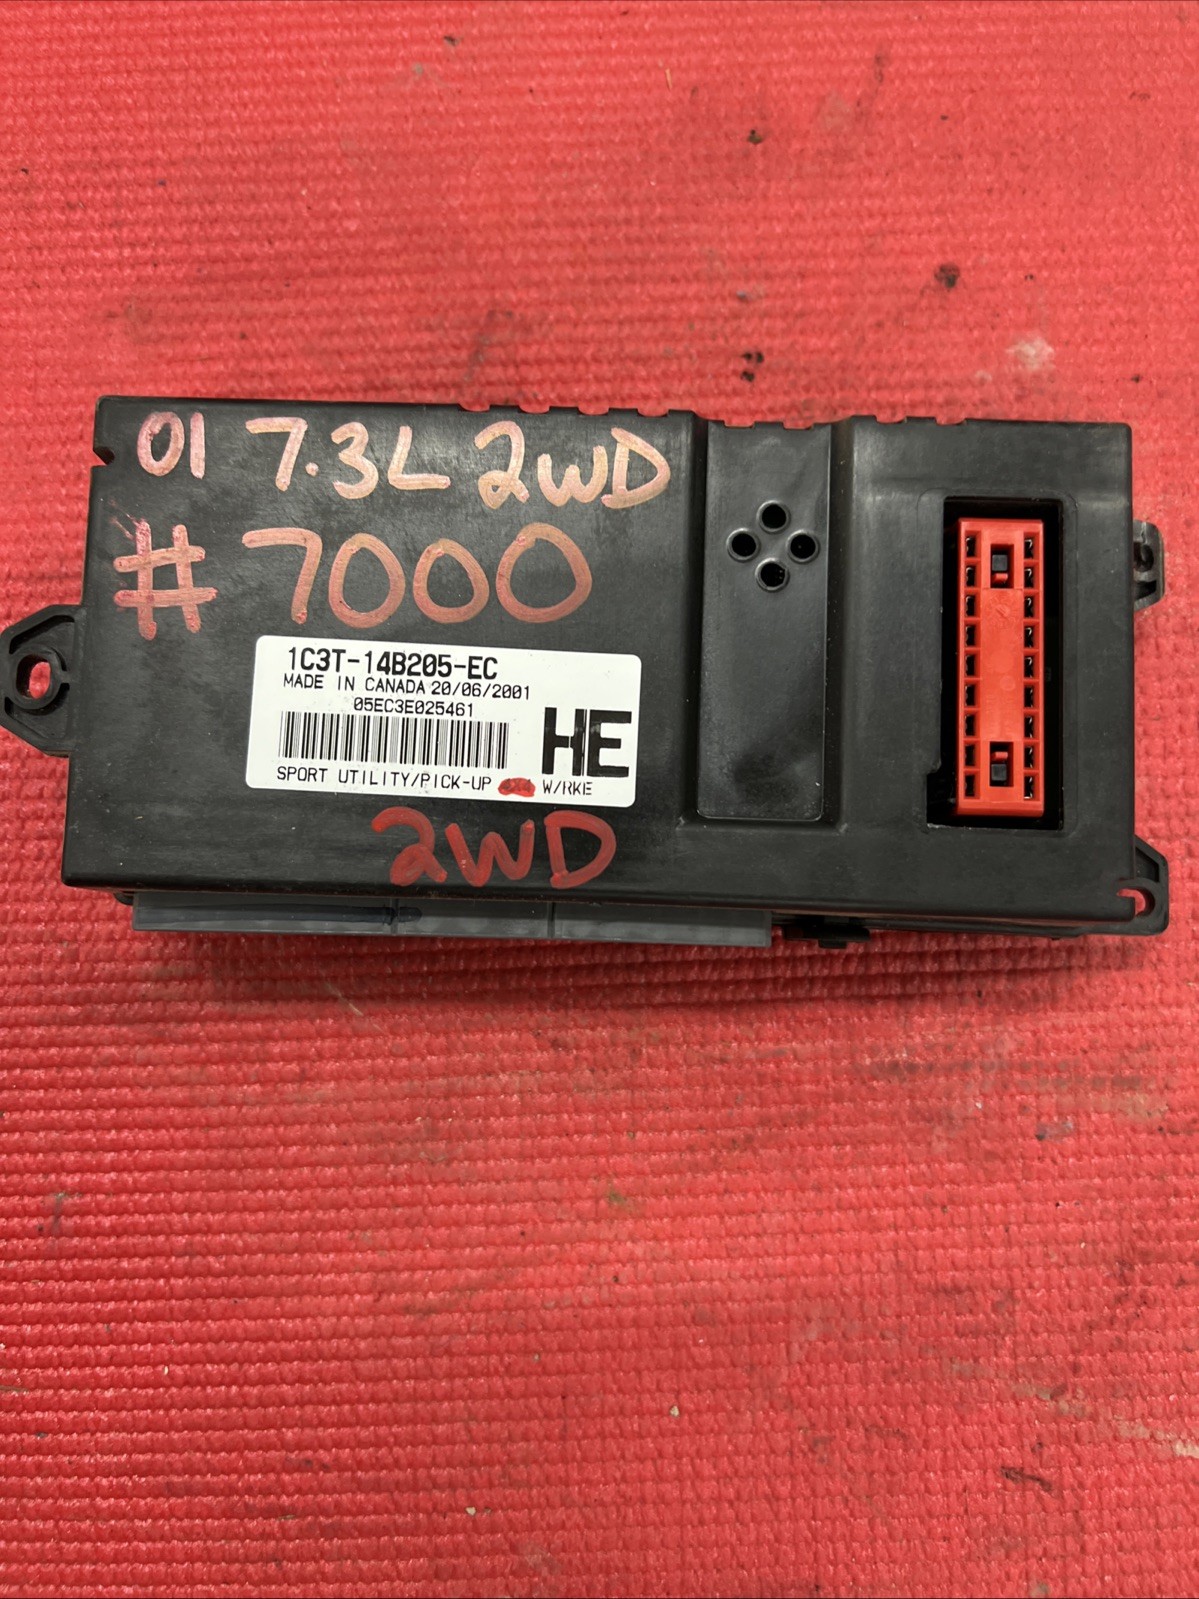 01 7.3L 2WD
# 7000
1C3T-14B205-EC
MADE IN CANADA 20/06/2001
05EC3E025461
HE
SPORT UTILITY/PICK-UP 4X4 W/RKE
2WD